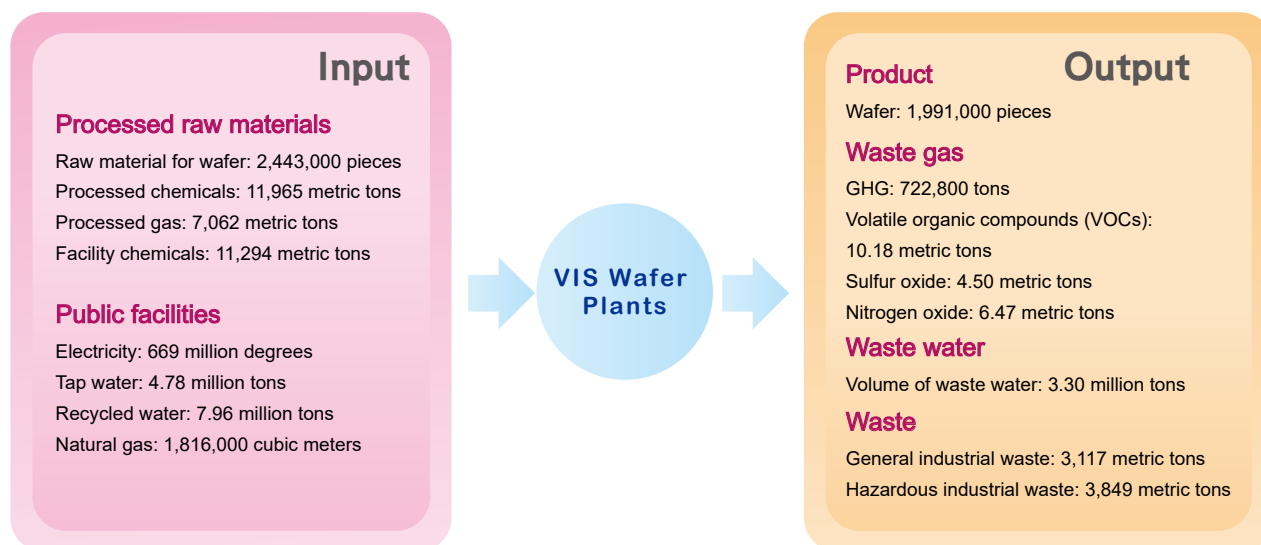 Input
Processed raw materials
Raw material for wafer: 2,443,000 pieces
Processed chemicals: 11,965 metric tons
Processed gas: 7,062 metric tons
Facility chemicals: 11,294 metric tons
Public facilities
Electricity: 669 million degrees
Tap water: 4.78 million tons
Recycled water: 7.96 million tons
Natural gas: 1,816,000 cubic meters
VIS Wafer
Plants
Output
Product
Wafer: 1,991,000 pieces
Waste gas
GHG: 722,800 tons
Volatile organic compounds (VOCs):
10.18 metric tons
Sulfur oxide: 4.50 metric tons
Nitrogen oxide: 6.47 metric tons
Waste water
Volume of waste water: 3.30 million tons
Waste
General industrial waste: 3,117 metric tons
Hazardous industrial waste: 3,849 metric tons